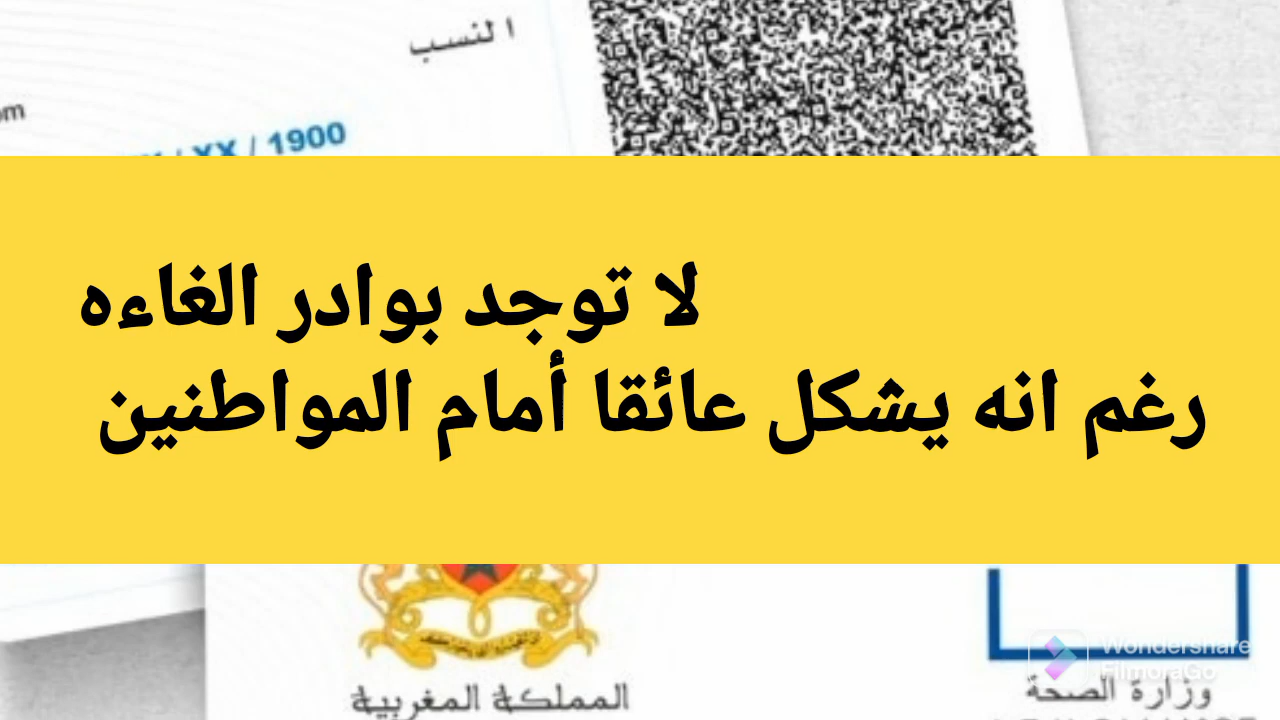 النسب
XX / 1900
لا توجد بوادر الغاءه
رغم انه يشكل عائقا أمام المواطنين
المملكة المغربية
وزارة الصحة
Wondershare
FilmoraGo